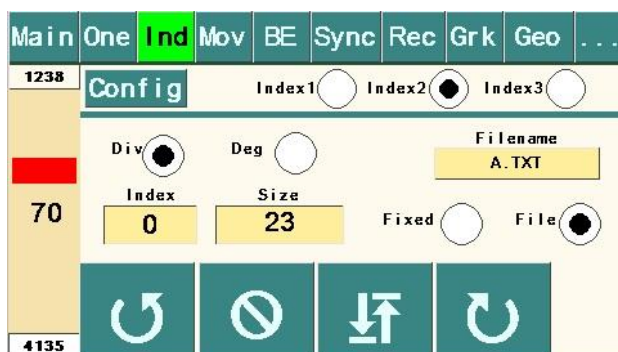 Main One Ind Mov BE Sync Rec Grk Geo ...
1238
Config Index1 Index2 Index3
Div Deg Filename
A.TXT
Index Size
70 0 23 Fixed File
4135